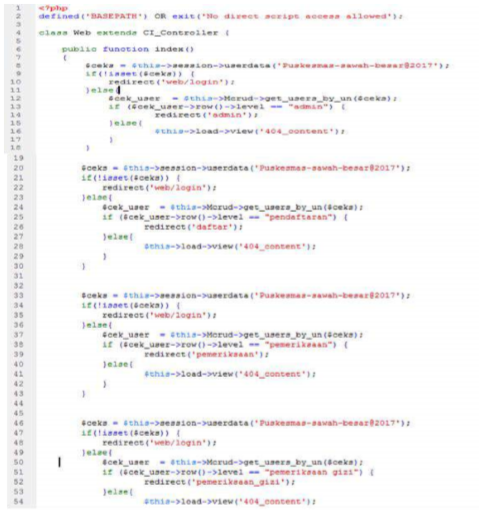 1 <?php
2 defined('BASEPATH') OR exit('No direct script access allowed');
3
4 class Web extends CI_Controller {
5
6 public function index()
7 {
8 $ceks = $this->session->userdata('Puskesmas-sawah-besar@2017');
9 if(!isset($ceks)) {
10 redirect('web/login');
11 }else{
12 $cek_user = $this->Mcrud->get_users_by_un($ceks);
13 if ($cek_user->row()->level == "admin") {
14 redirect('admin');
15 }else{
16 $this->load->view('404_content');
17 }
18 }
19
20 $ceks = $this->session->userdata('Puskesmas-sawah-besar@2017');
21 if(!isset($ceks)) {
22 redirect('web/login');
23 }else{
24 $cek_user = $this->Mcrud->get_users_by_un($ceks);
25 if ($cek_user->row()->level == "pendaftaran") {
26 redirect('daftar');
27 }else{
28 $this->load->view('404_content');
29 }
30 }
31
32
33 $ceks = $this->session->userdata('Puskesmas-sawah-besar@2017');
34 if(!isset($ceks)) {
35 redirect('web/login');
36 }else{
37 $cek_user = $this->Mcrud->get_users_by_un($ceks);
38 if ($cek_user->row()->level == "pemeriksaan") {
39 redirect('pemeriksaan');
40 }else{
41 $this->load->view('404_content');
42 }
43 }
44
45
46 $ceks = $this->session->userdata('Puskesmas-sawah-besar@2017');
47 if(!isset($ceks)) {
48 redirect('web/login');
49 }else{
50 $cek_user = $this->Mcrud->get_users_by_un($ceks);
51 if ($cek_user->row()->level == "pemeriksaan gizi") {
52 redirect('pemeriksaan_gizi');
53 }else{
54 $this->load->view('404_content');